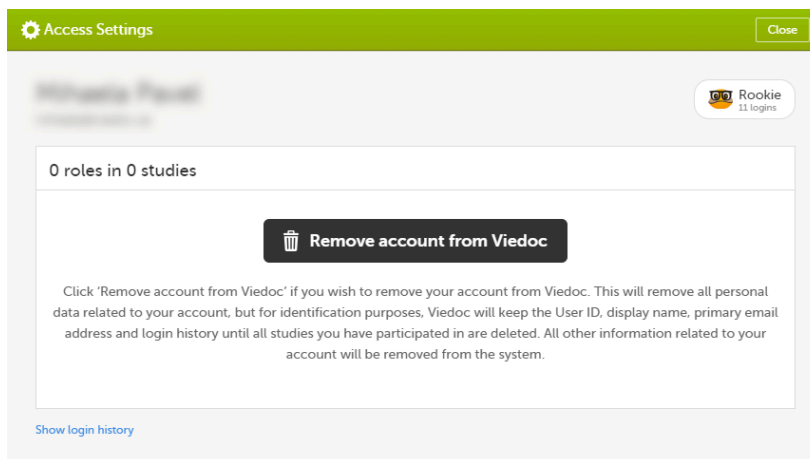 Access Settings
Close
Rookie
11 logins
0 roles in 0 studies
Remove account from Viedoc
Click 'Remove account from Viedoc' if you wish to remove your account from Viedoc. This will remove all personal
data related to your account, but for identification purposes, Viedoc will keep the User ID, display name, primary email
address and login history until all studies you have participated in are deleted. All other information related to your
account will be removed from the system.
Show login history